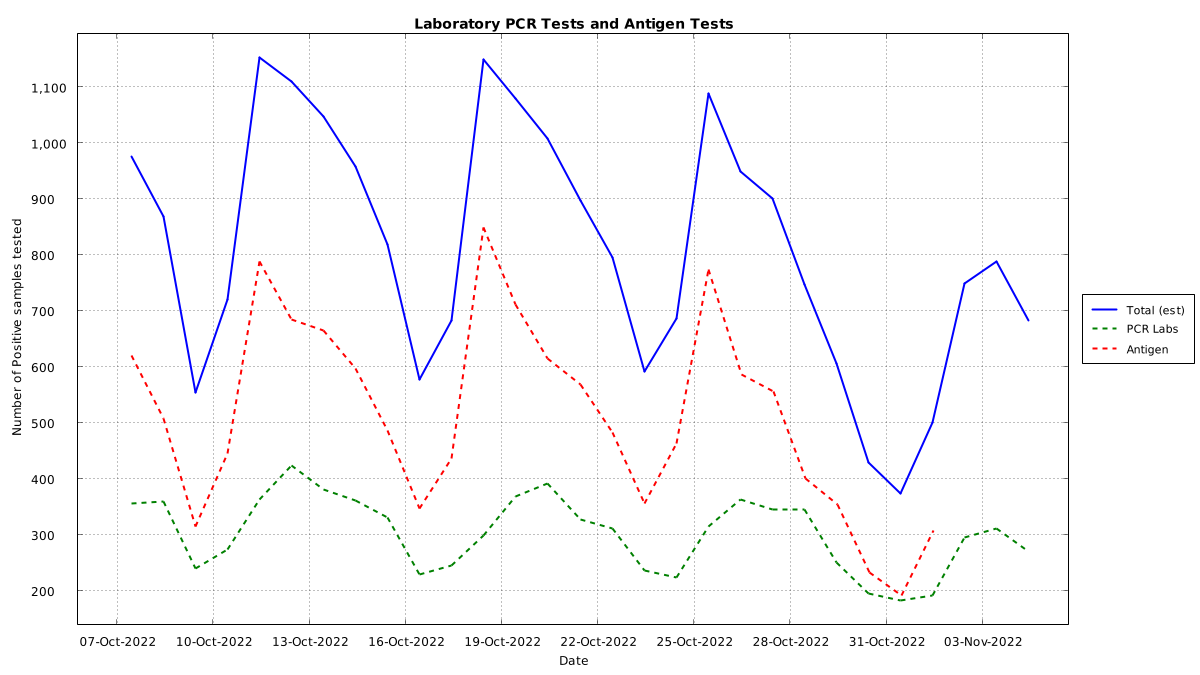 Laboratory PCR Tests and Antigen Tests
Number of Positive samples tested
1,100
1,000
900
800
700
600
500
400
300
200
07-Oct-2022 10-Oct-2022 13-Oct-2022 16-Oct-2022 19-Oct-2022 22-Oct-2022 25-Oct-2022 28-Oct-2022 31-Oct-2022 03-Nov-2022
Date
Total (est)
PCR Labs
Antigen